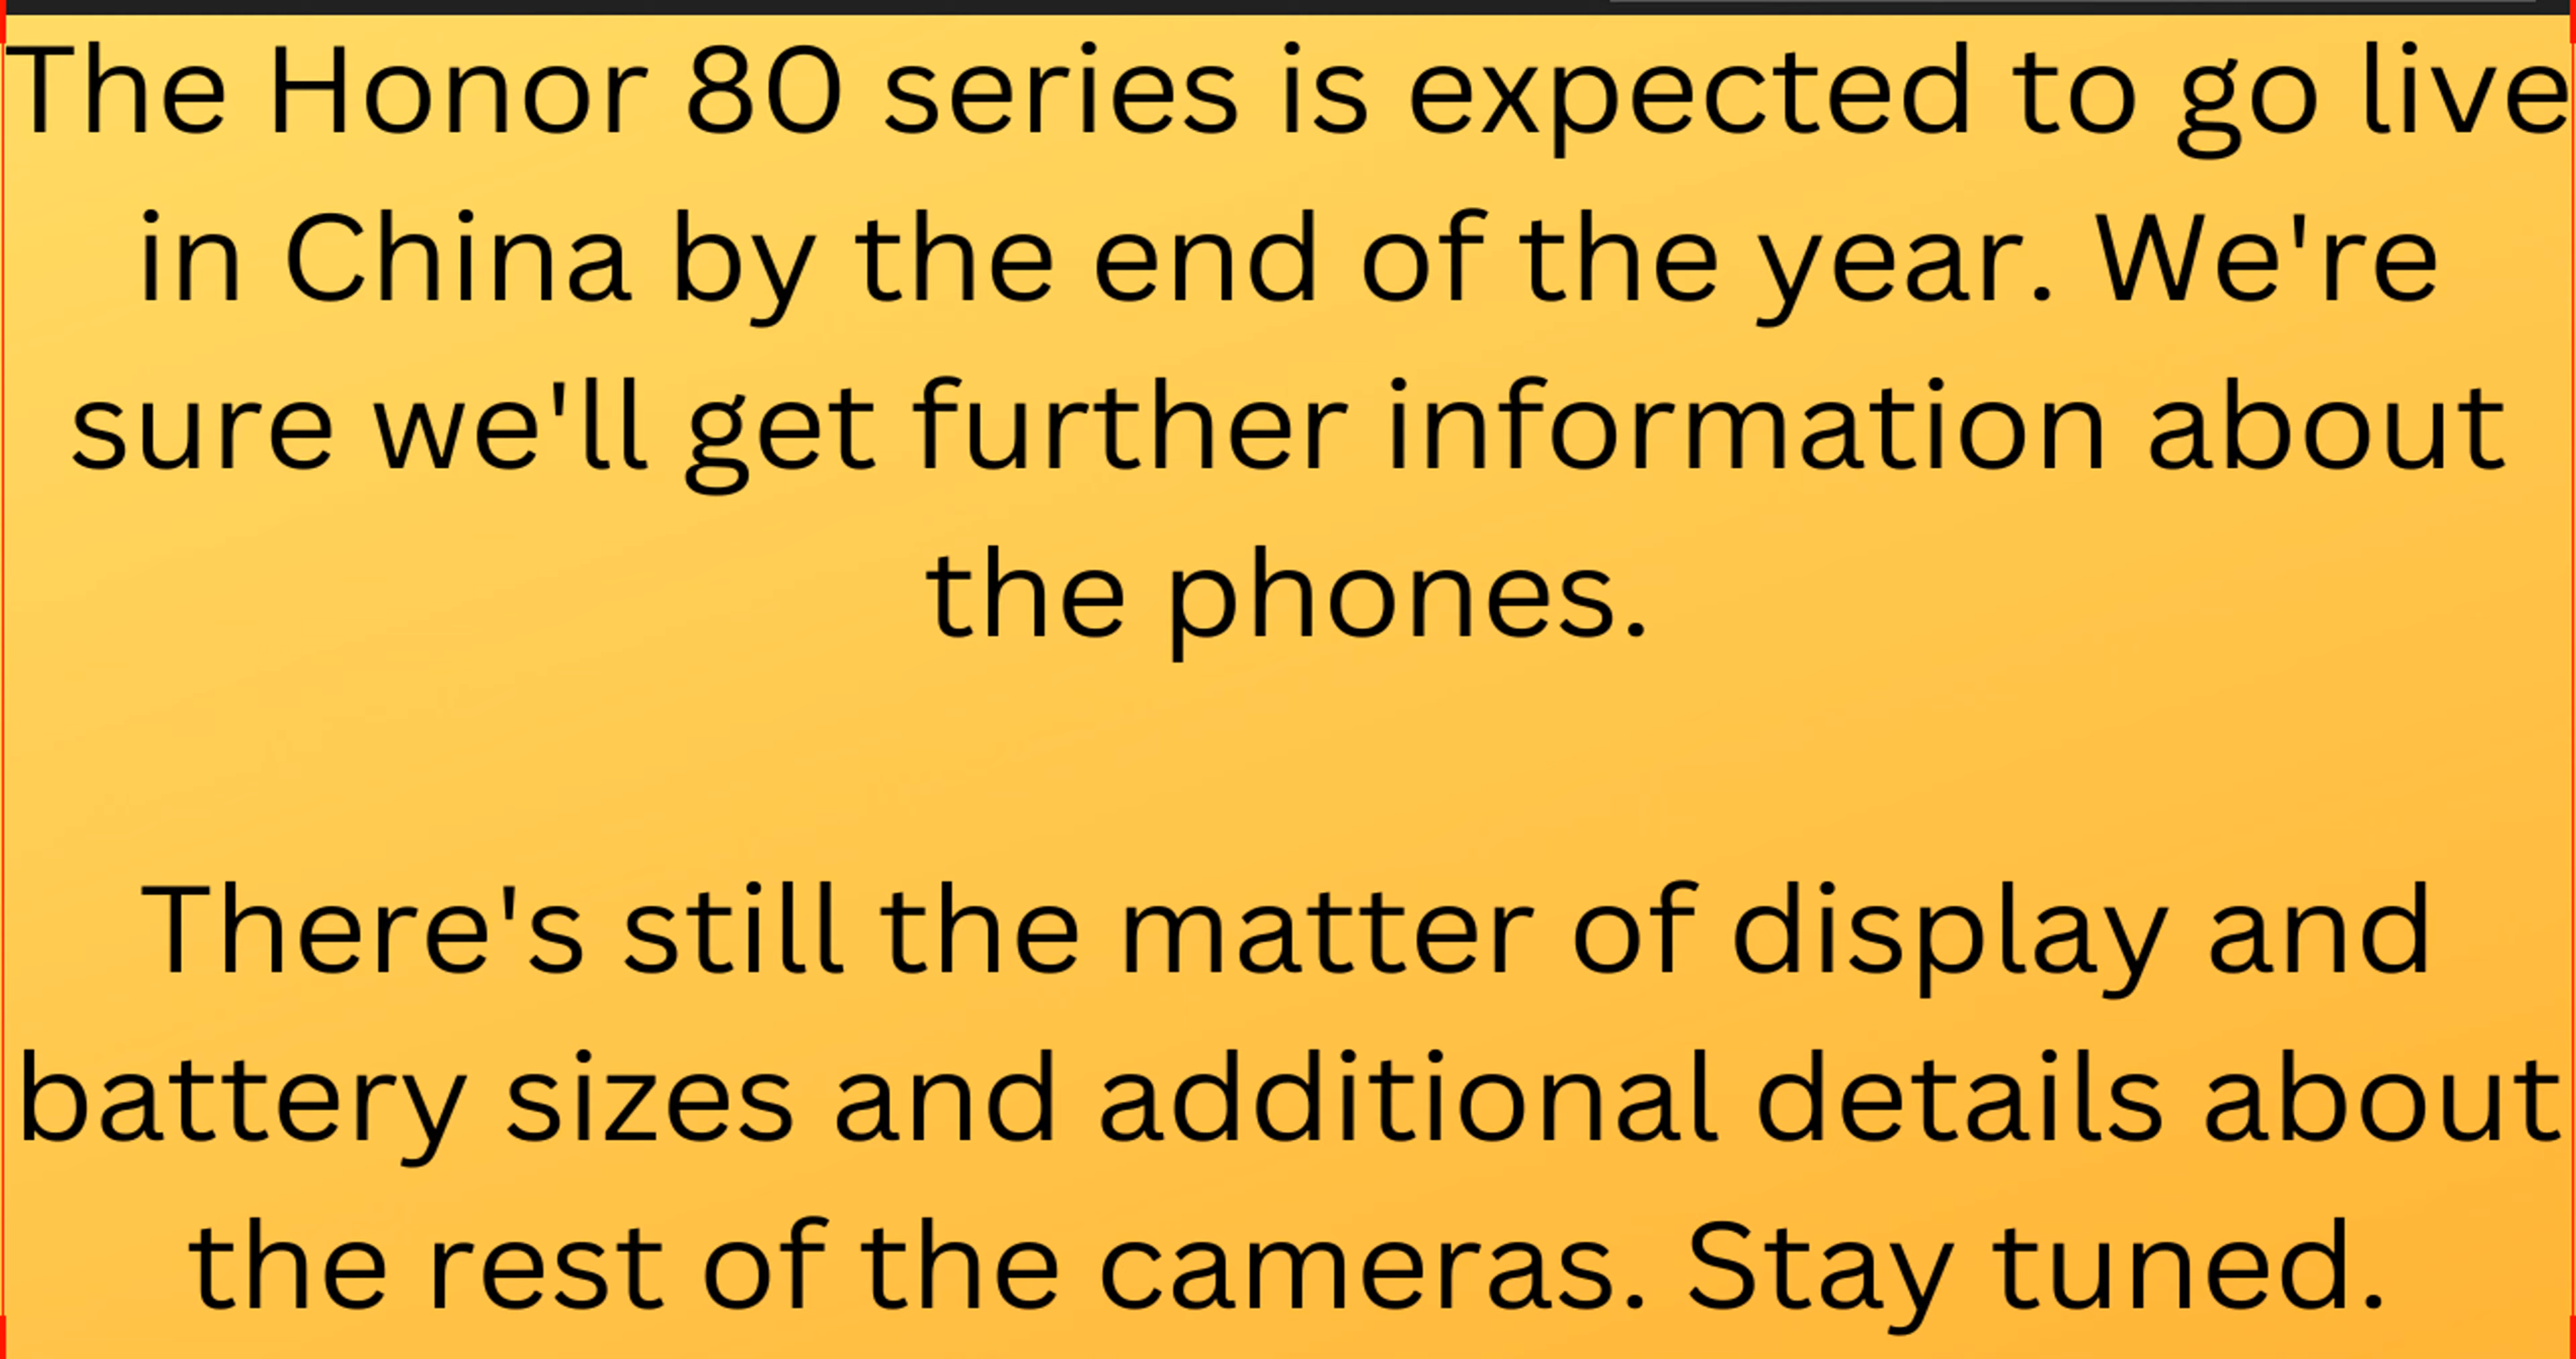 The Honor 80 series is expected to go live
in China by the end of the year. We're
sure we'll get further information about
the phones.
There's still the matter of display and
battery sizes and additional details about
the rest of the cameras. Stay tuned.